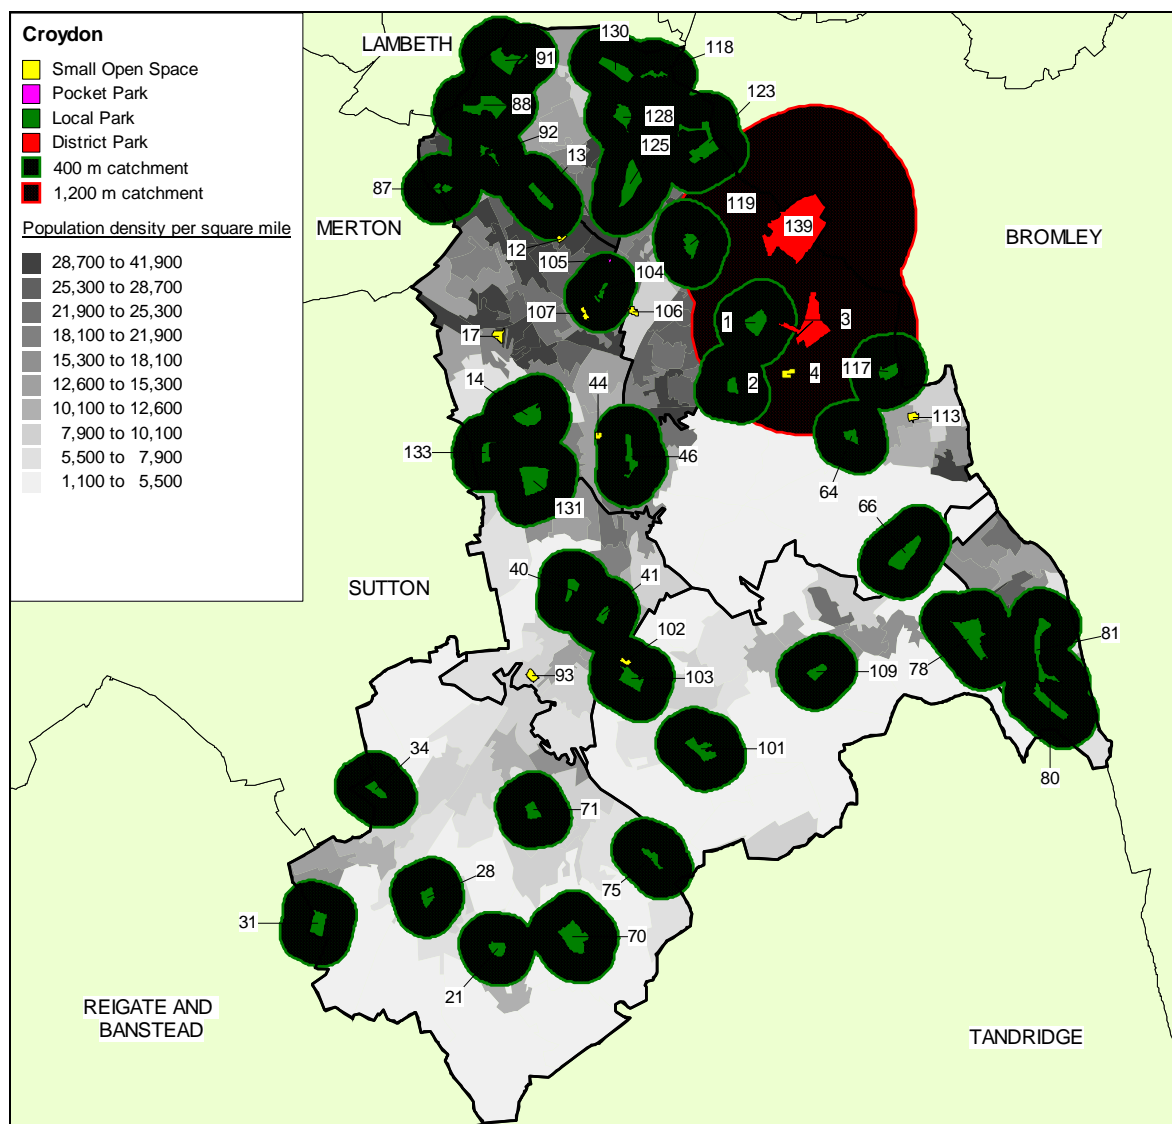 Croydon
Small Open Space
Pocket Park
Local Park
District Park
400 m catchment
1,200 m catchment
Population density per square mile
28,700 to 41,900
25,300 to 28,700
21,900 to 25,300
18,100 to 21,900
15,300 to 18,100
12,600 to 15,300
10,100 to 12,600
7,900 to 10,100
5,500 to 7,900
1,100 to 5,500
LAMBETH
130
91
118
88
123
128
92
125
13
87
119
MERTON
139
BROMLEY
12
105
104
107
106
1
3
17
117
14
44
2
4
113
133
46
64
131
66
40
41
SUTTON
102
81
93
103
109
78
34
101
80
71
28
75
31
70
21
REIGATE AND
BANSTEAD
TANDRIDGE